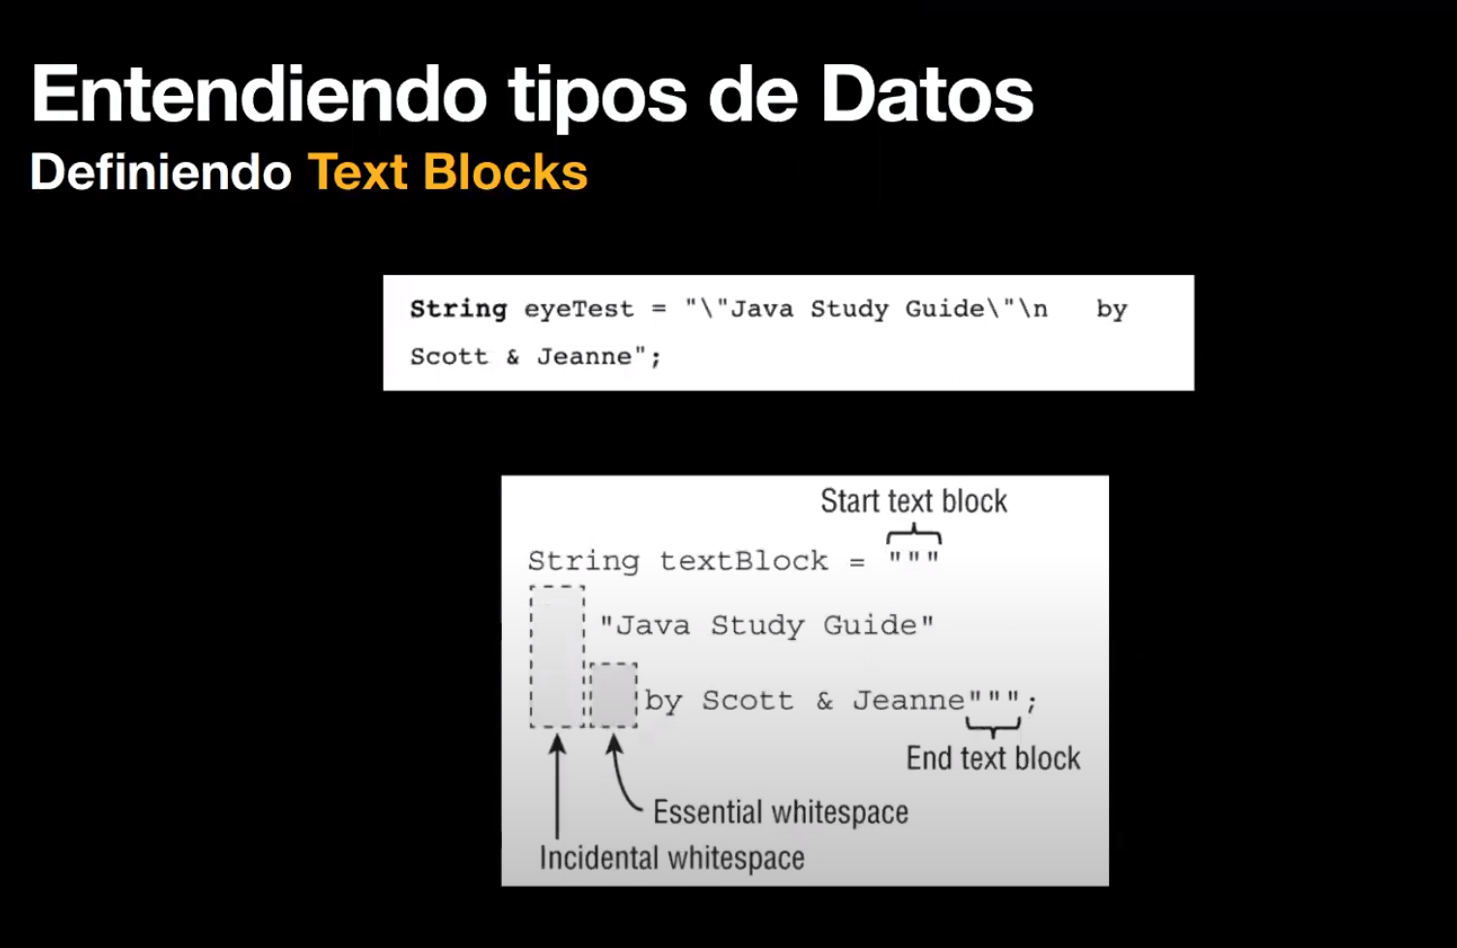 Entendiendo tipos de Datos
Definiendo Text Blocks
String eyeTest = "\"Java Study Guide\"\n   by
Scott & Jeanne";
Start text block
String textBlock = """
"Java Study Guide"
by Scott & Jeanne""";
End text block
Essential whitespace
Incidental whitespace